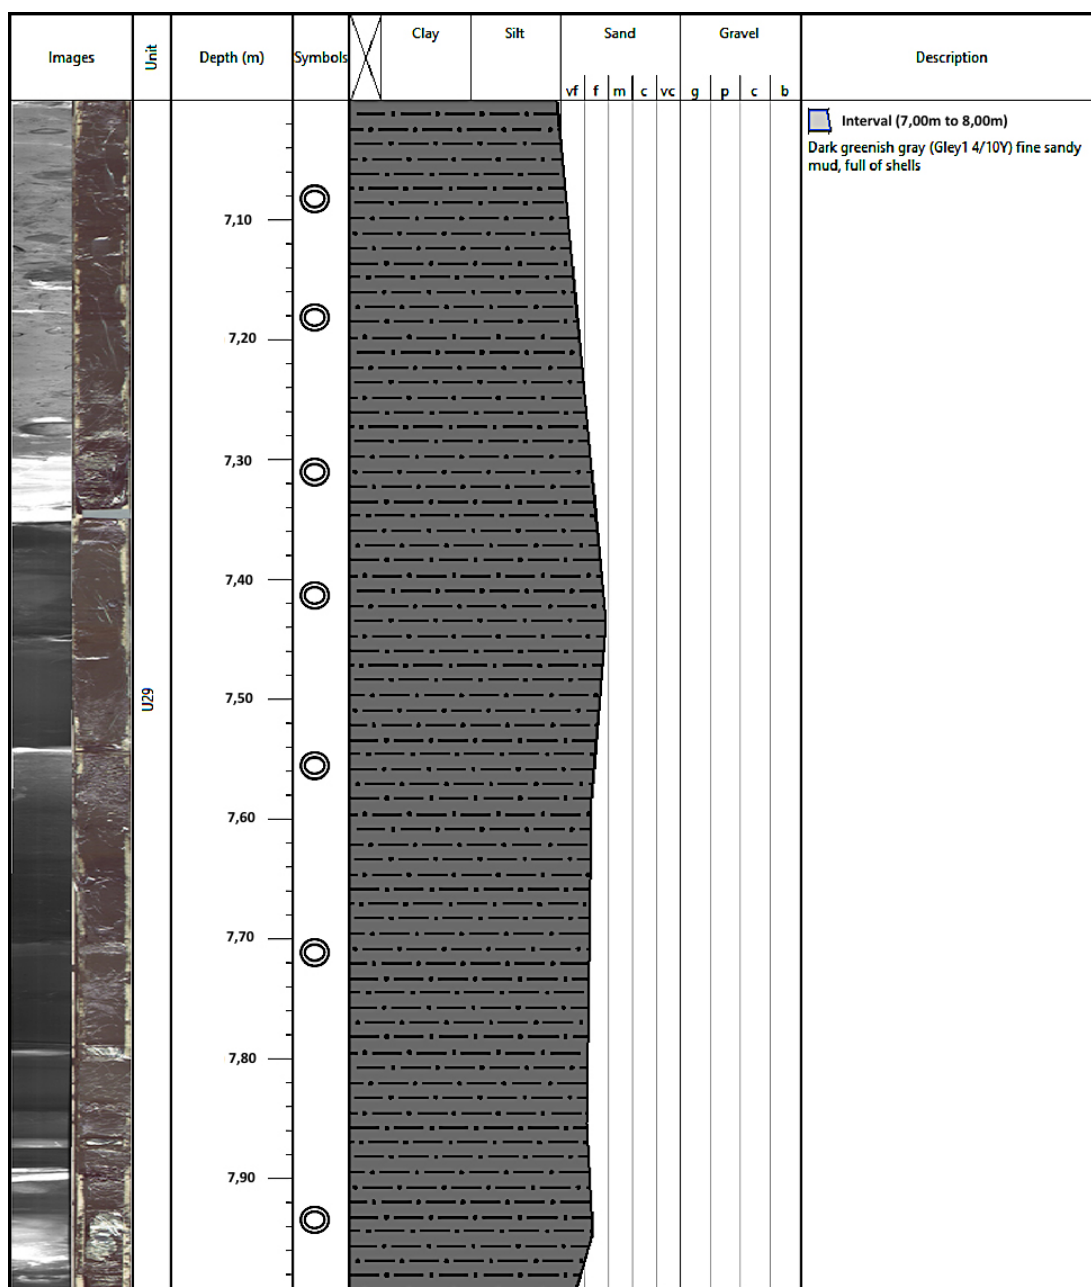 Images
Unit
Depth (m)
Symbols
Clay
Silt
Sand
Gravel
Description
vf f m c vc g p c b
Interval (7,00m to 8,00m)
Dark greenish gray (Gley1 4/10Y) fine sandy
mud, full of shells
7,10
7,20
7,30
7,40
U29
7,50
7,60
7,70
7,80
7,90